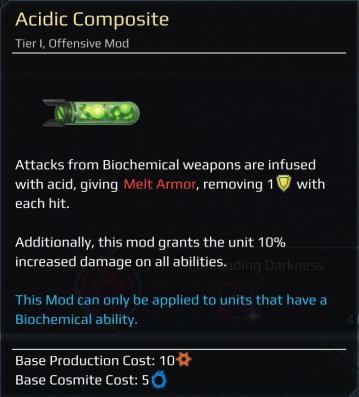 Acidic Composite
Tier I, Offensive Mod
Attacks from Biochemical weapons are infused
with acid, giving Melt Armor, removing 1 with
each hit.
Additionally, this mod grants the unit 10%
increased damage on all abilities.
Darkness
This Mod can only be applied to units that have a
Biochemical ability.
Base Production Cost: 10
Base Cosmite Cost: 5